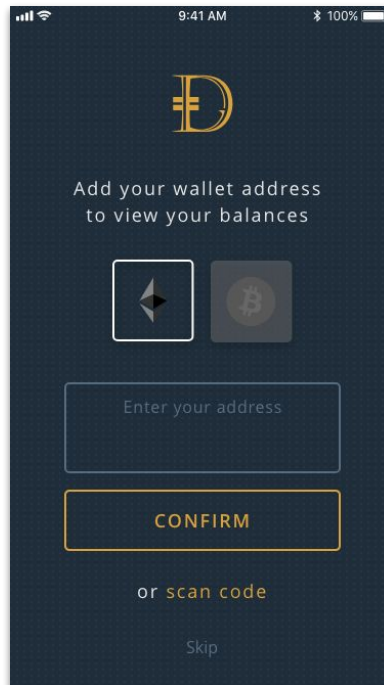 9:41 AM
100%
Add your wallet address
to view your balances
Enter your address
CONFIRM
or scan code
Skip